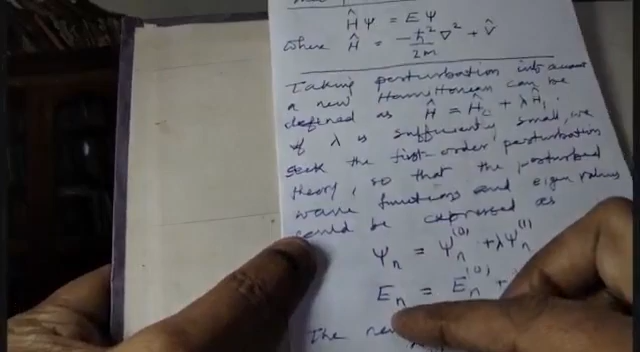 Ĥψ = Eψ
where Ĥ = -ħ²/2m ∇² + V̂
Taking perturbation into account
a new Hamiltonian can be
defined as Ĥ = Ĥ₀ + λĤ₁.
If λ is sufficiently small, we
seek the first-order perturbation
theory, so that the perturbed
wave functions and eigen values
could be expressed as
ψₙ = ψₙ⁽⁰⁾ + λψₙ⁽¹⁾
Eₙ = Eₙ⁽⁰⁾ +
The new